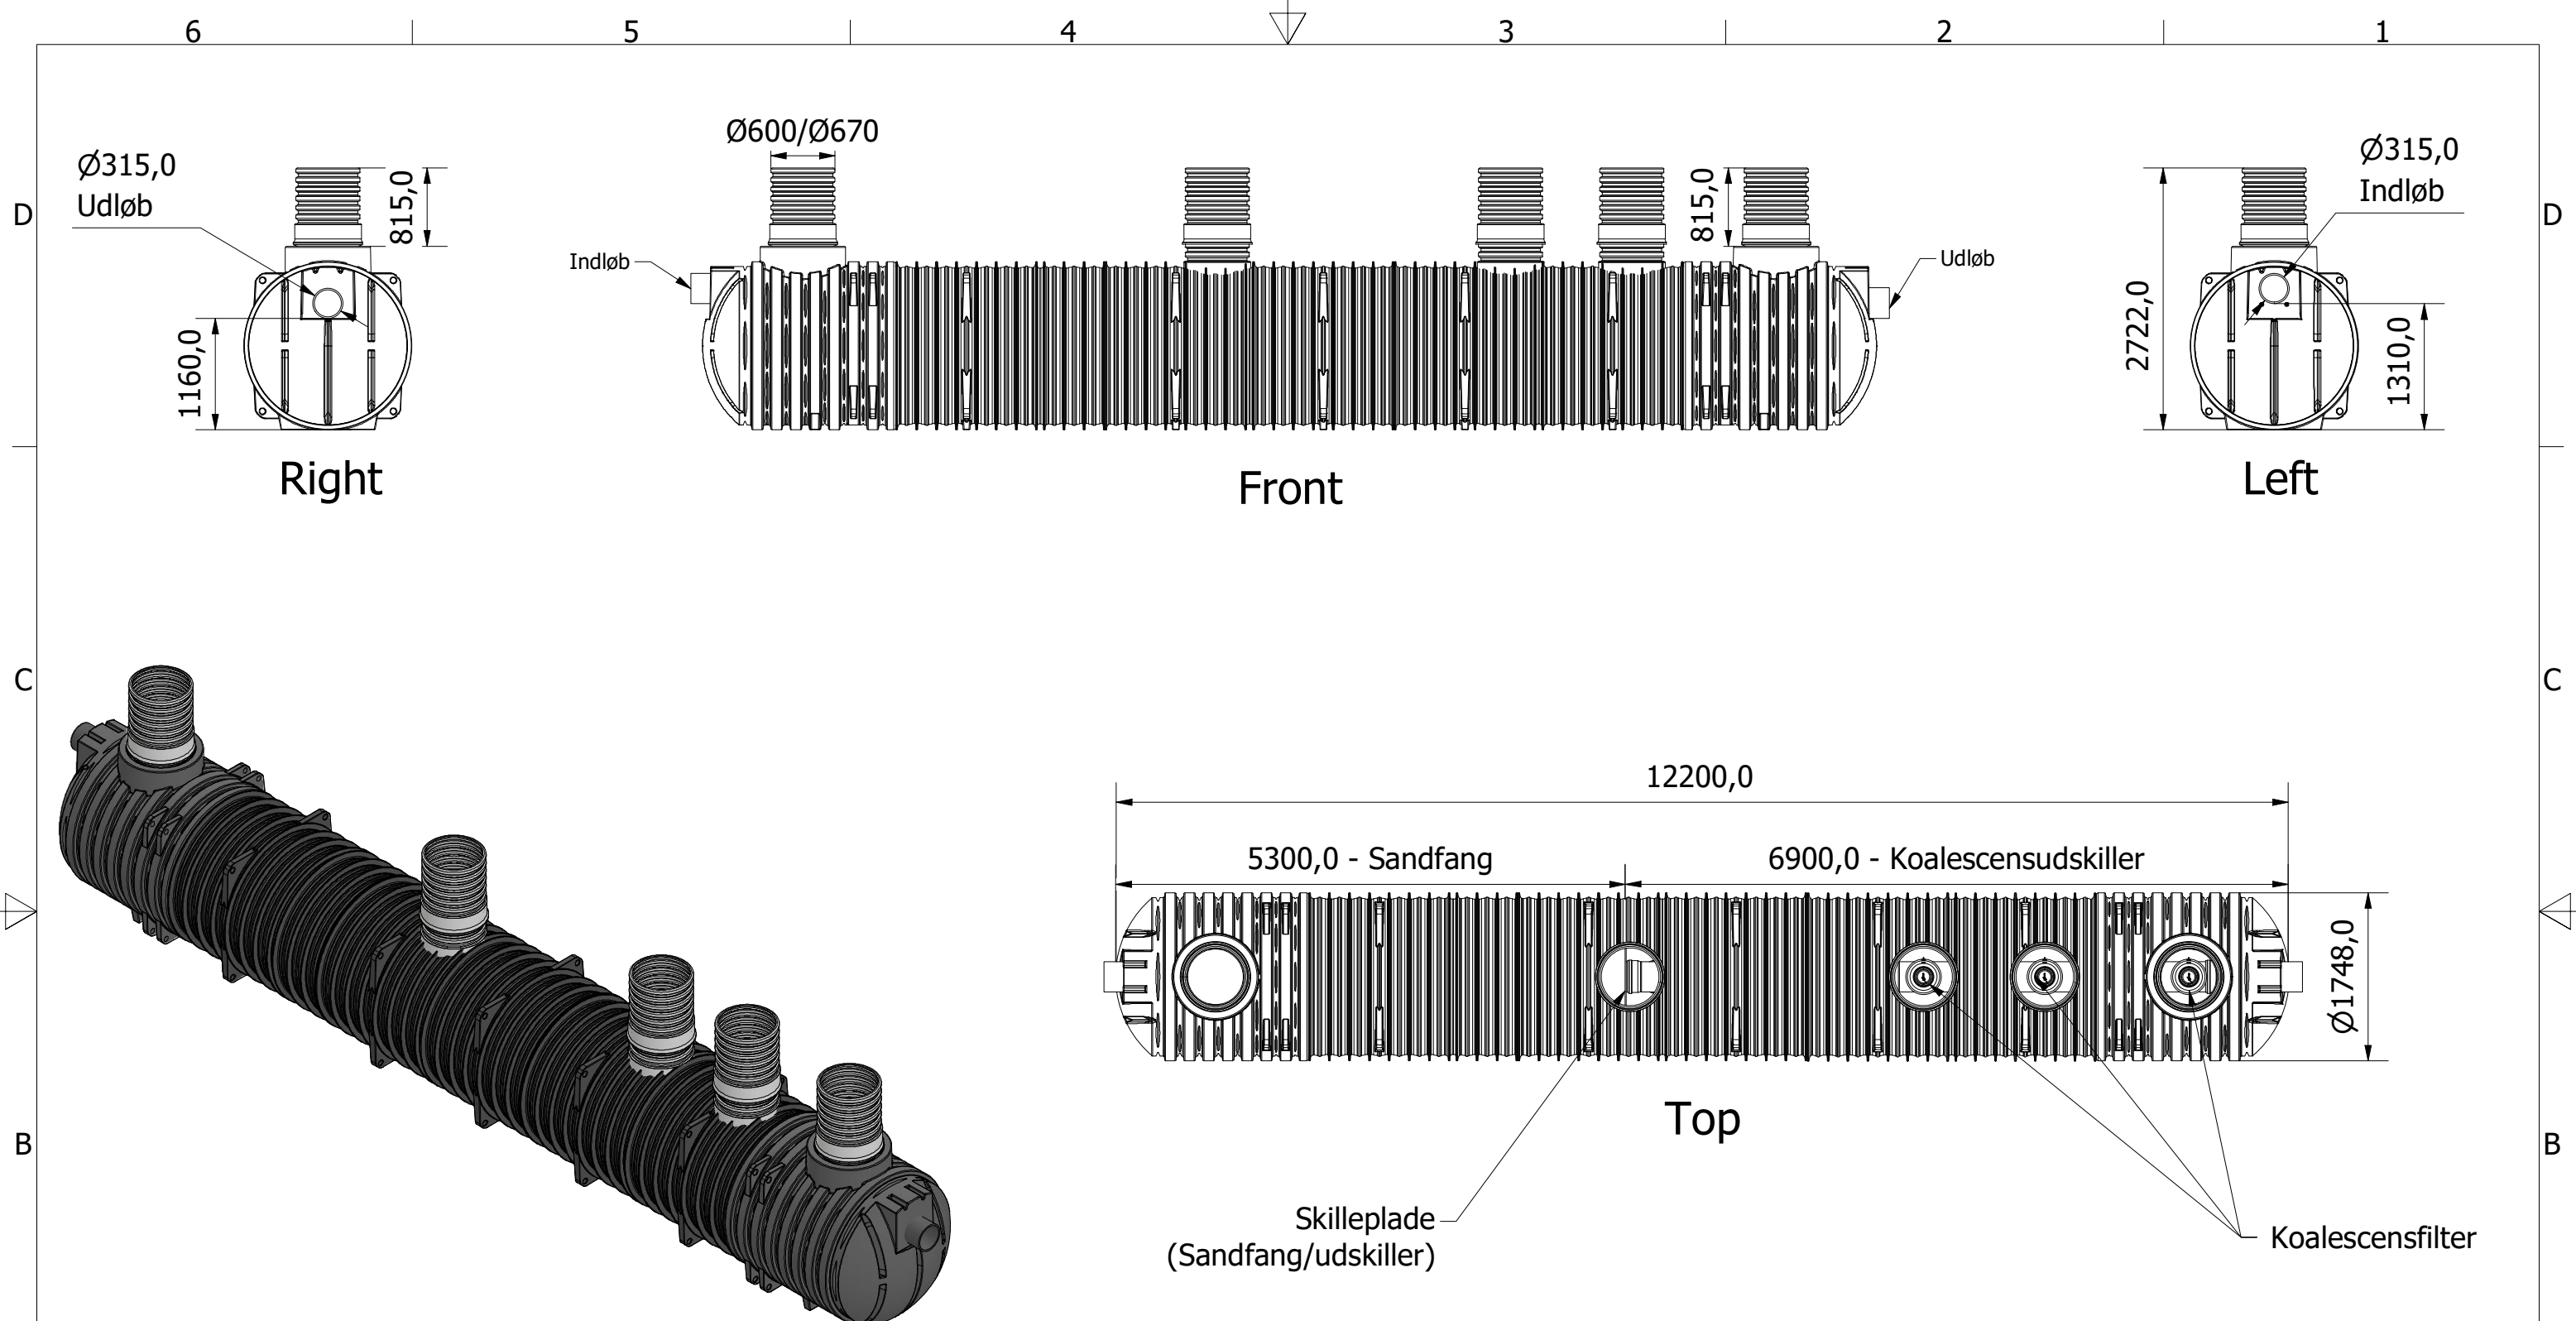 6 5 4 3 2 1
Ø315,0
Udløb
815,0
1160,0
Right
Ø600/Ø670
Indløb
815,0
Udløb
Front
Ø315,0
Indløb
2722,0
1310,0
Left
D D
C C
12200,0
5300,0 - Sandfang
6900,0 - Koalescensudskiller
Ø1748,0
Top
B B
Skilleplade
(Sandfang/udskiller)
Koalescensfilter